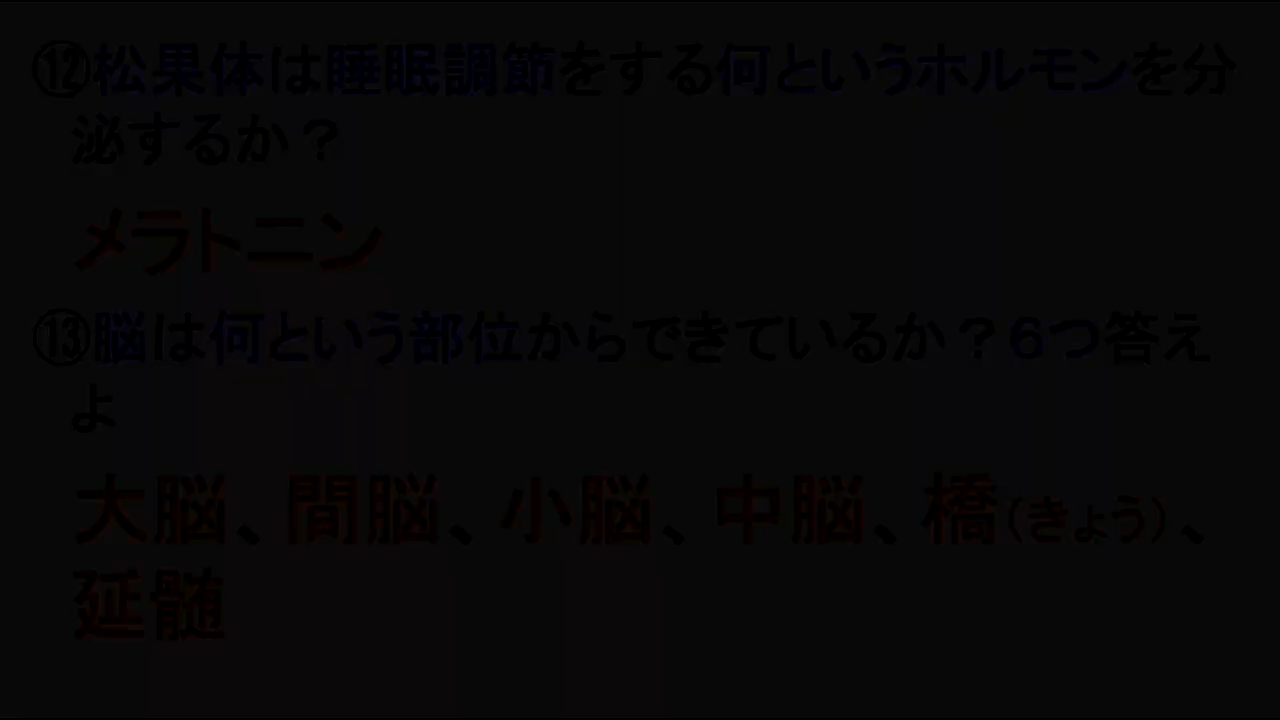 ⑫松果体は睡眠調節をする何というホルモンを分
泌するか？
メラトニン
⑬脳は何という部位からできているか？６つ答え
よ
大脳、間脳、小脳、中脳、橋（きょう）、
延髄